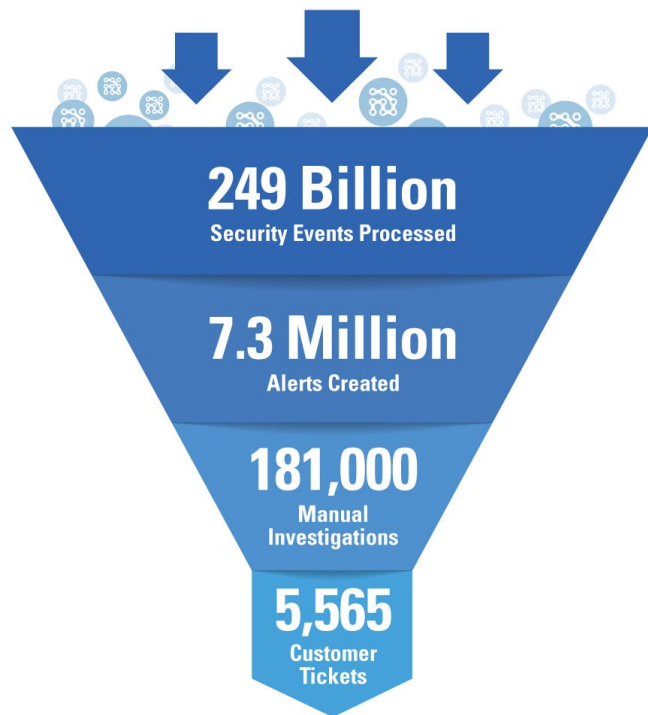 249 Billion
Security Events Processed
7.3 Million
Alerts Created
181,000
Manual
Investigations
5,565
Customer
Tickets